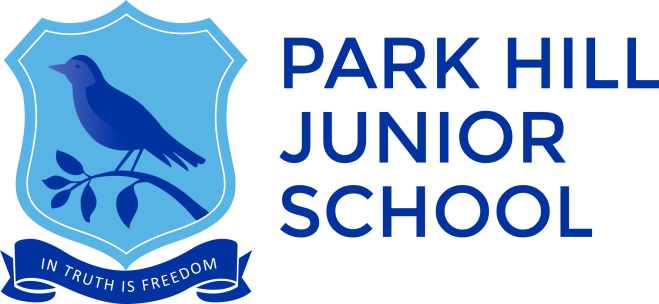 PARK HILL
JUNIOR
SCHOOL
IN TRUTH IS FREEDOM